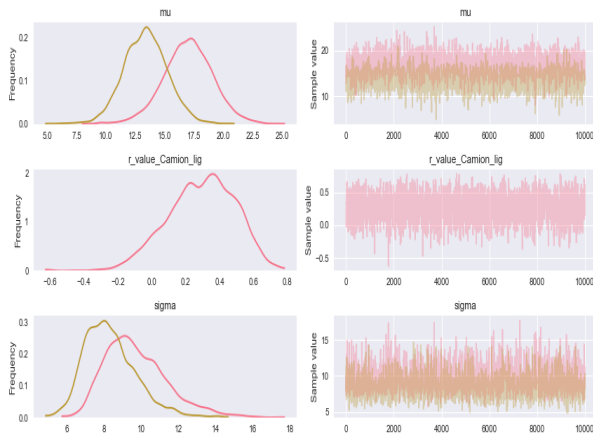 mu
mu
Frequency
0.2
0.1
0.0
5.0 7.5 10.0 12.5 15.0 17.5 20.0 22.5 25.0
Sample value
20
10
0 2000 4000 6000 8000 10000
r_value_Camion_lig
r_value_Camion_lig
Frequency
2
1
0
−0.6 −0.4 −0.2 0.0 0.2 0.4 0.6 0.8
Sample value
0.5
0.0
−0.5
0 2000 4000 6000 8000 10000
sigma
sigma
Frequency
0.3
0.2
0.1
0.0
6 8 10 12 14 16 18
Sample value
15
10
5
0 2000 4000 6000 8000 10000